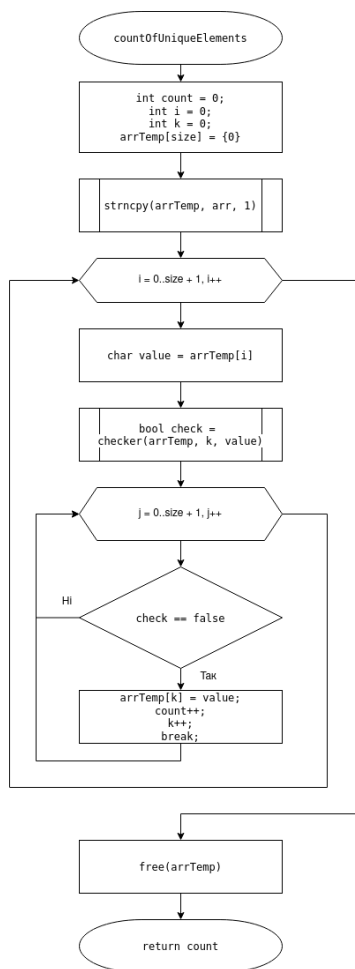 countOfUniqueElements
int count = 0;
int i = 0;
int k = 0;
arrTemp[size] = {0}
strncpy(arrTemp, arr, 1)
i = 0..size + 1, i++
char value = arrTemp[i]
bool check =
checker(arrTemp, k, value)
j = 0..size + 1, j++
Ні
check == false
Так
arrTemp[k] = value;
count++;
k++;
break;
free(arrTemp)
return count